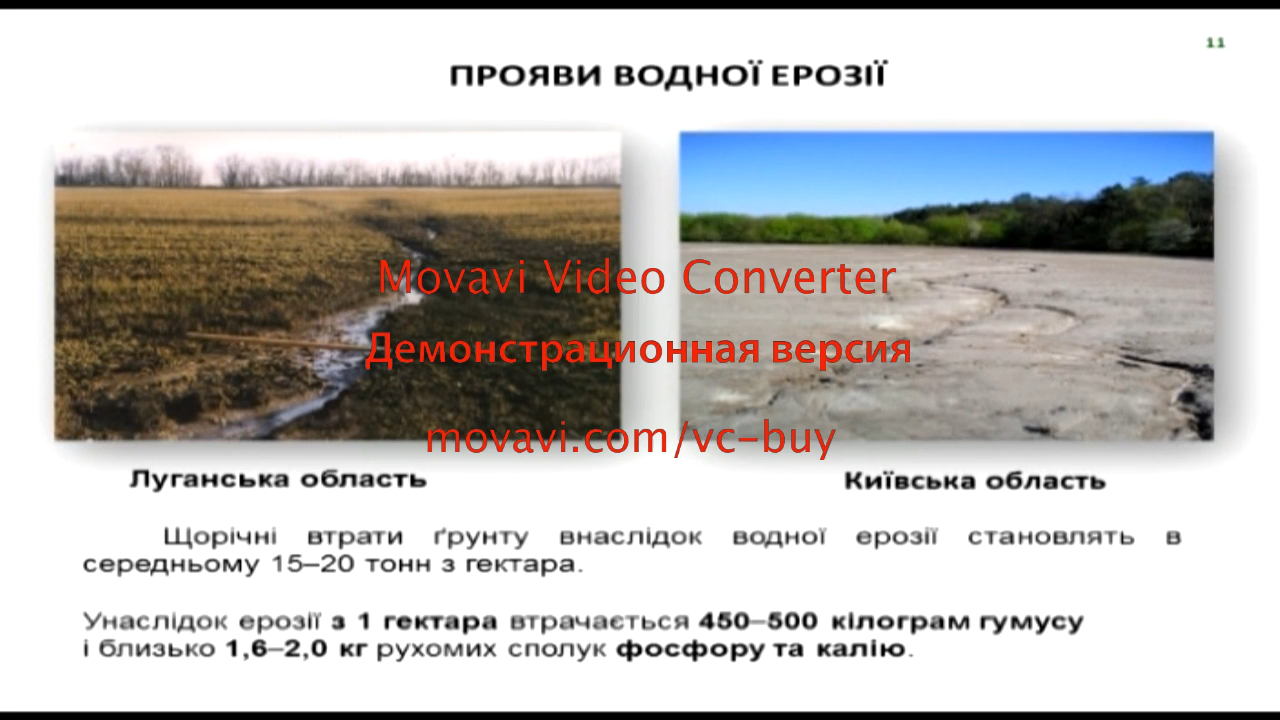 11
ПРОЯВИ ВОДНОЇ ЕРОЗІЇ
Movavi Video Converter
Демонстрационная версия
movavi.com/vc-buy
Луганська область
Київська область
Щорічні втрати ґрунту внаслідок водної ерозії становлять в
середньому 15–20 тонн з гектара.
Унаслідок ерозії з 1 гектара втрачається 450–500 кілограм гумусу
і близько 1,6–2,0 кг рухомих сполук фосфору та калію.